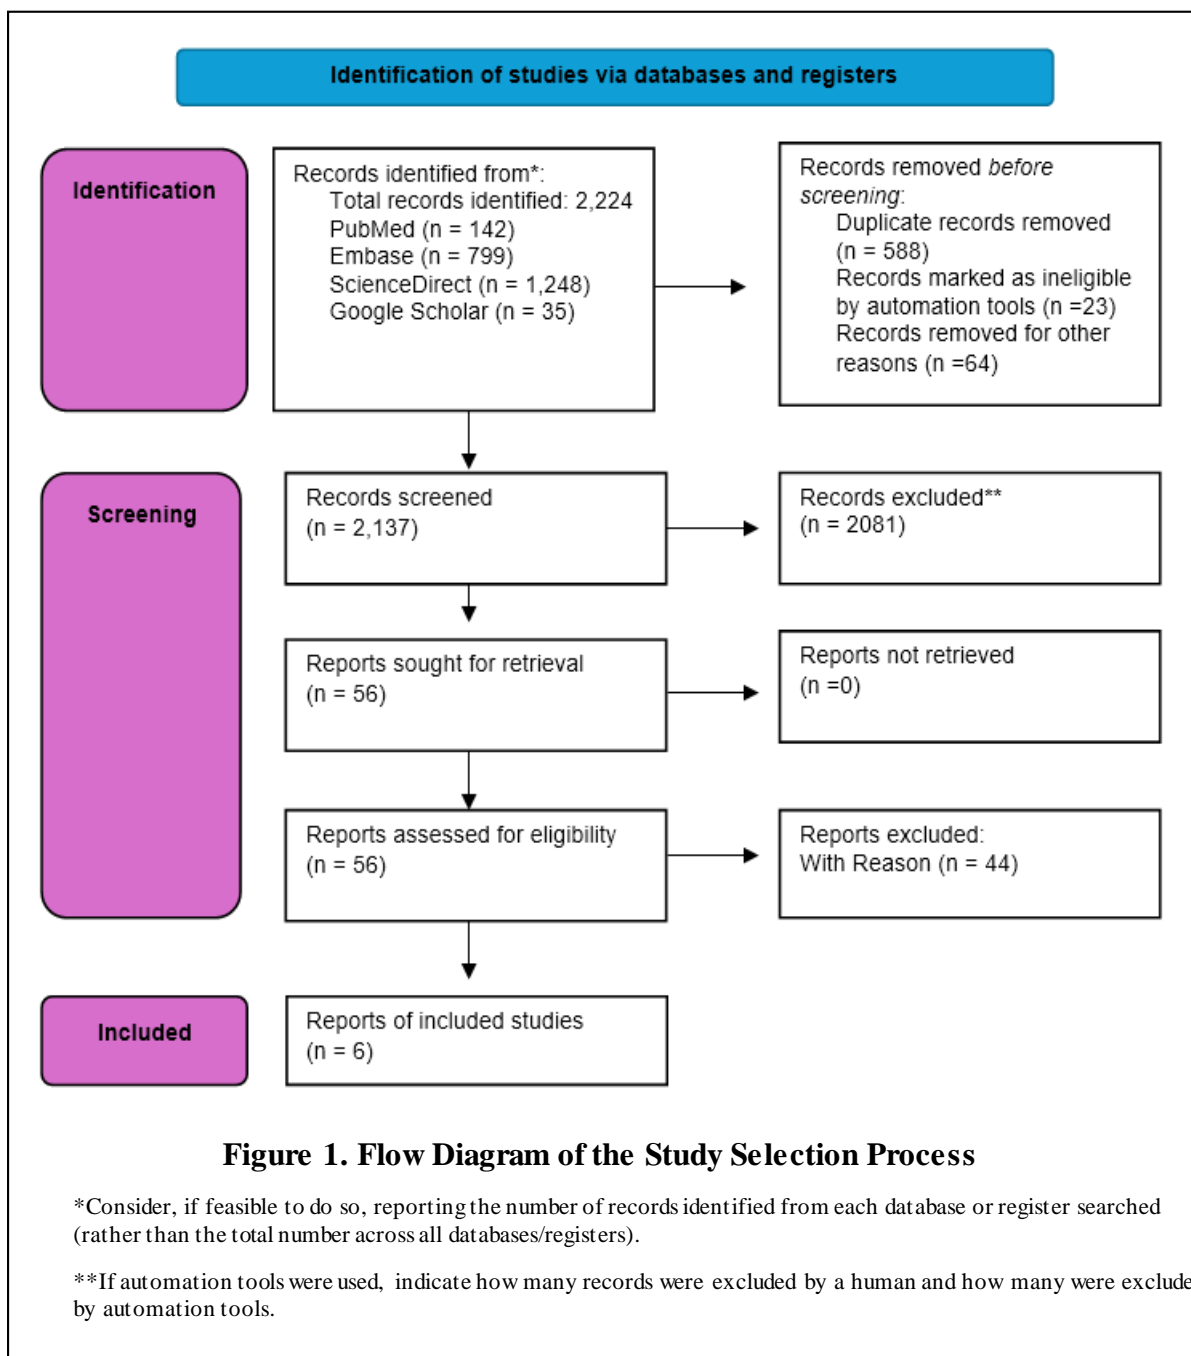 Identification of studies via databases and registers
Identification
Records identified from*:
Total records identified: 2,224
PubMed (n = 142)
Embase (n = 799)
ScienceDirect (n = 1,248)
Google Scholar (n = 35)
Records removed before
screening:
Duplicate records removed
(n = 588)
Records marked as ineligible
by automation tools (n =23)
Records removed for other
reasons (n =64)
Screening
Records screened
(n = 2,137)
Records excluded**
(n = 2081)
Reports sought for retrieval
(n = 56)
Reports not retrieved
(n =0)
Reports assessed for eligibility
(n = 56)
Reports excluded:
With Reason (n = 44)
Included
Reports of included studies
(n = 6)
Figure 1. Flow Diagram of the Study Selection Process
*Consider, if feasible to do so, reporting the number of records identified from each database or register searched
(rather than the total number across all databases/registers).
**If automation tools were used, indicate how many records were excluded by a human and how many were exclude
by automation tools.